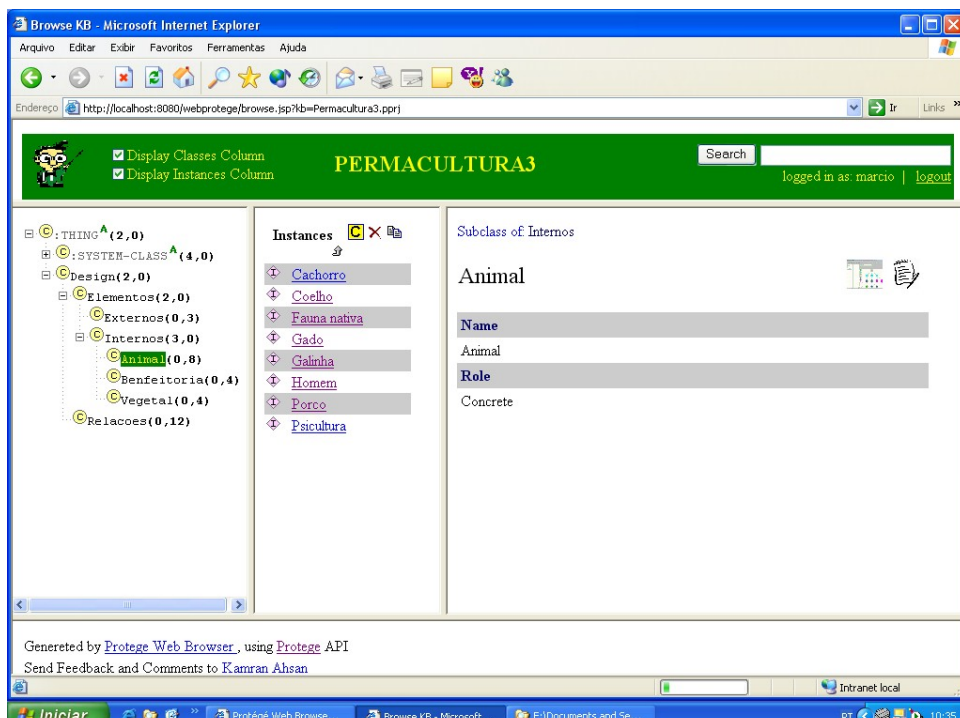 Browse KB - Microsoft Internet Explorer
Arquivo Editar Exibir Favoritos Ferramentas Ajuda
Endereço http://localhost:8080/webprotege/browse.jsp?kb=Permacultura3.pprj Ir Links »
Display Classes Column
Display Instances Column
PERMACULTURA3
Search
logged in as: marcio | logout
:THING A (2,0)
:SYSTEM-CLASS A (4,0)
Design(2,0)
Elementos(2,0)
Externos(0,3)
Internos(3,0)
Animal(0,8)
Benfeitoria(0,4)
Vegetal(0,4)
Relacoes(0,12)
Instances C
Cachorro
Coelho
Fauna nativa
Gado
Galinha
Homem
Porco
Psicultura
Subclass of: Internos
Animal
Name
Animal
Role
Concrete
Genereted by Protege Web Browser , using Protege API
Send Feedback and Comments to Kamran Ahsan
Intranet local
Iniciar » Protégé Web Browse... Browse KB - Microsoft... E:\Documents and Se... PT 10:35